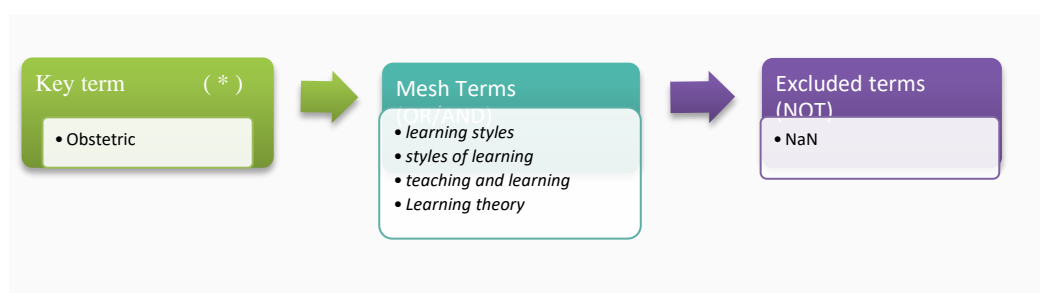 Key term ( * )
• Obstetric
Mesh Terms
(OR/AND)
• learning styles
• styles of learning
• teaching and learning
• Learning theory
Excluded terms
(NOT)
• NaN